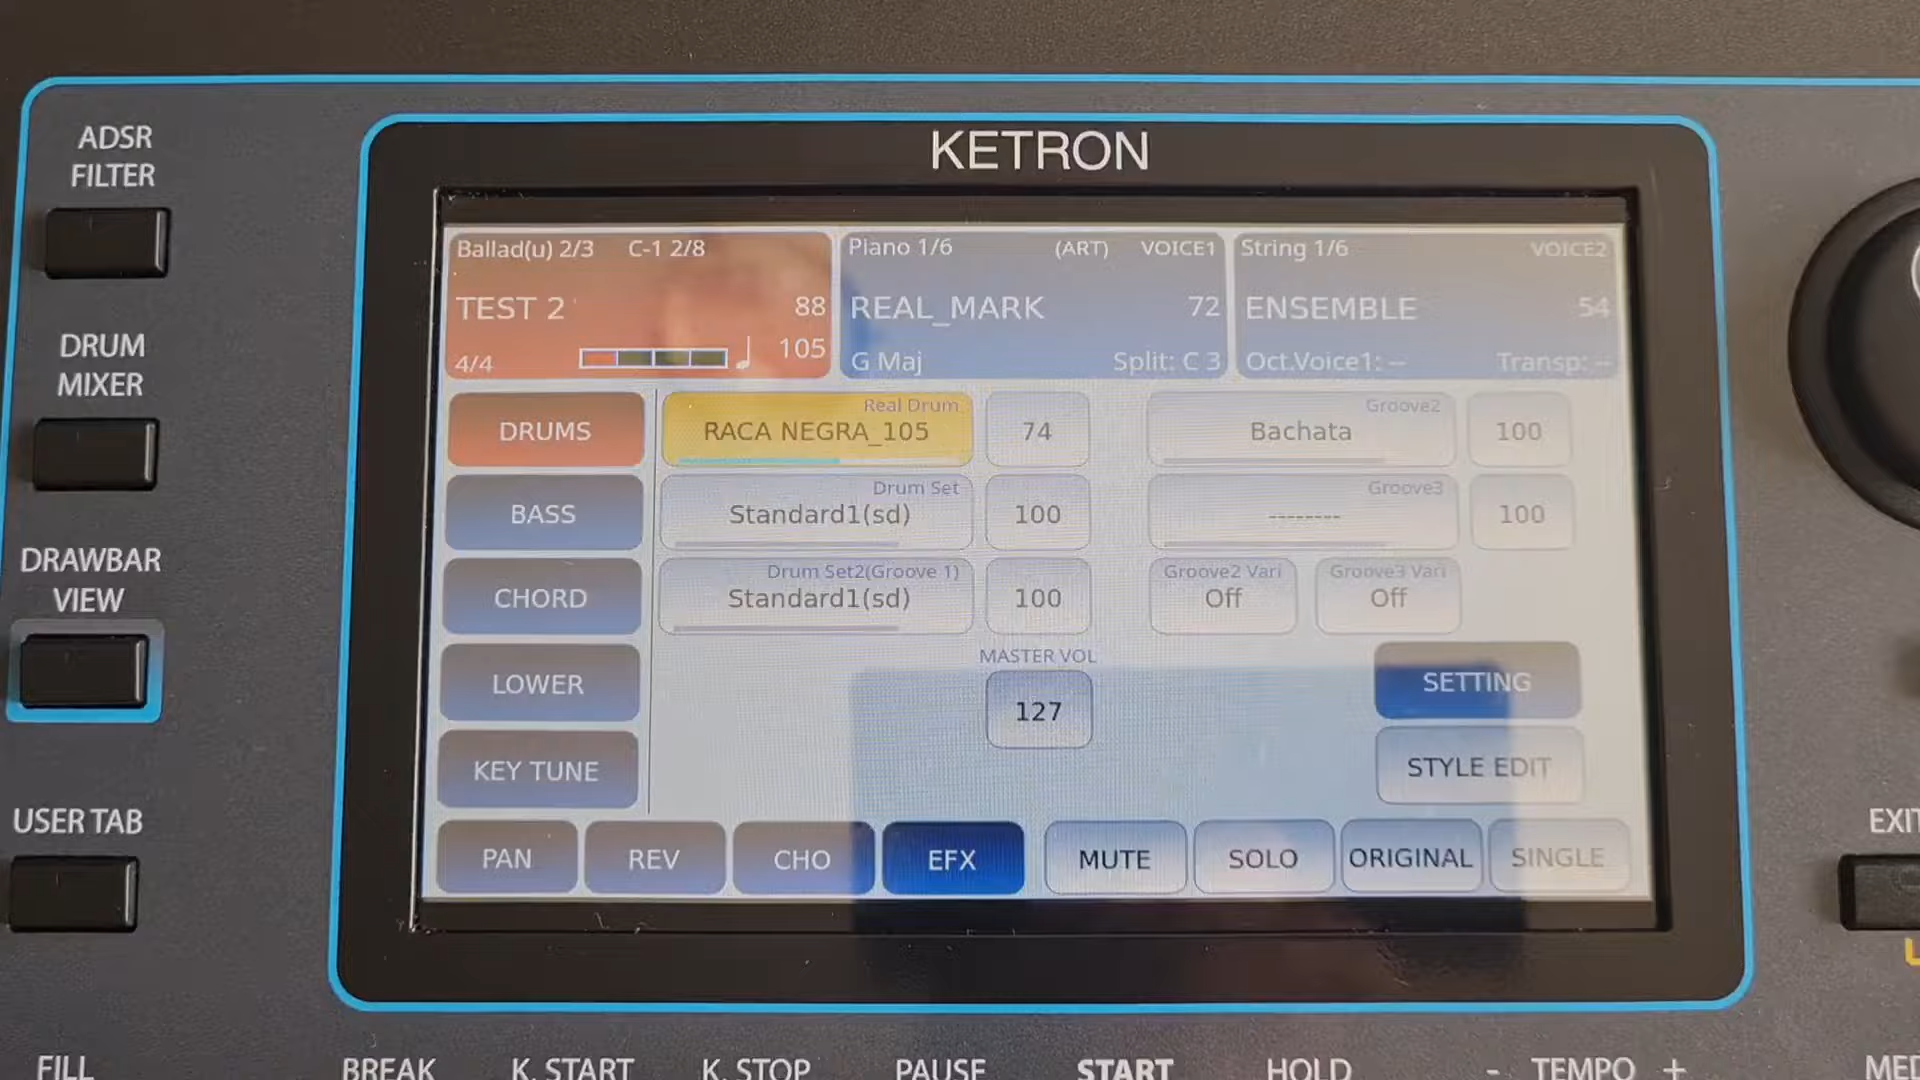 KETRON
ADSR
FILTER
DRUM
MIXER
DRAWBAR
VIEW
USER TAB
Ballad(u) 2/3 C-1 2/8
TEST 2 88
4/4 105
Piano 1/6 (ART) VOICE1
REAL_MARK 72
G Maj Split: C 3
String 1/6 VOICE2
ENSEMBLE 54
Oct.Voice1: -- Transp: --
DRUMS
BASS
CHORD
LOWER
KEY TUNE
Real Drum
RACA NEGRA_105 74
Groove2
Bachata 100
Drum Set
Standard1(sd) 100
Groove3
-------- 100
Drum Set2(Groove 1)
Standard1(sd) 100
Groove2 Vari
Off
Groove3 Vari
Off
MASTER VOL
127
SETTING
STYLE EDIT
PAN REV CHO EFX MUTE SOLO ORIGINAL SINGLE
EXIT
FILL BREAK K. START K. STOP PAUSE START HOLD - TEMPO +